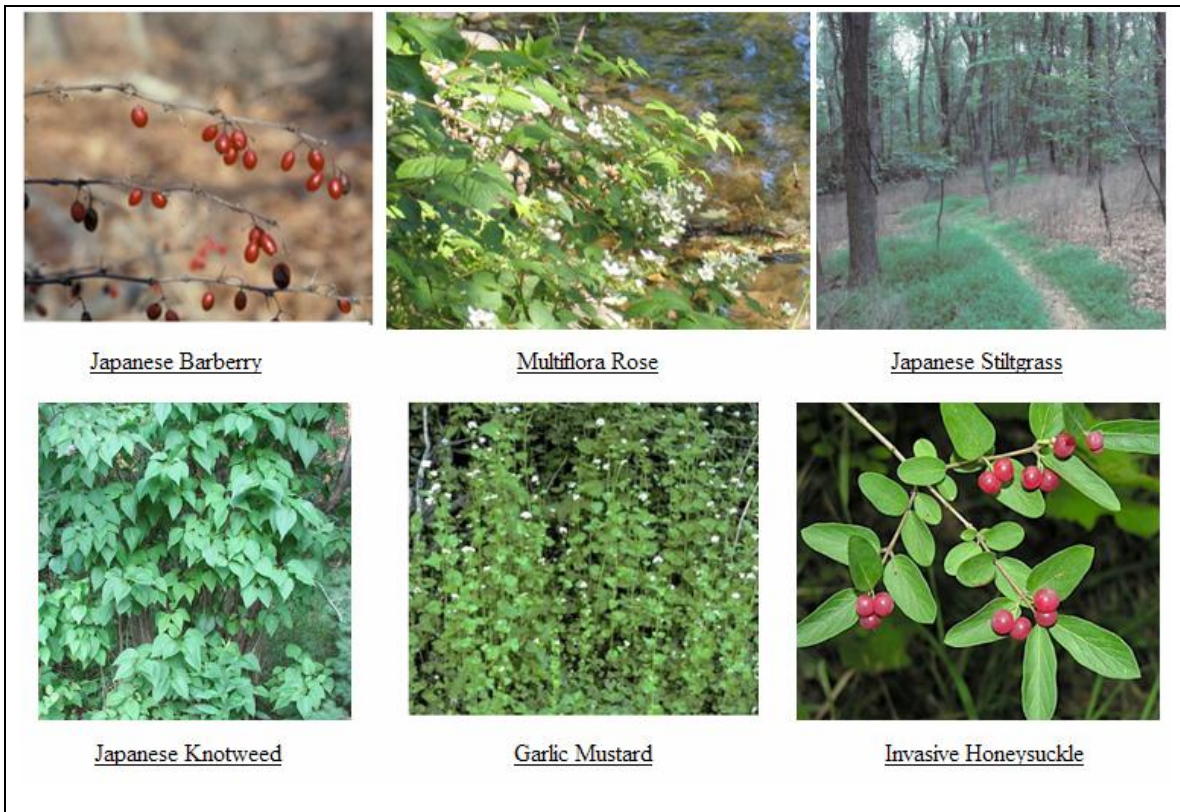 Japanese Barberry
Multiflora Rose
Japanese Stiltgrass
Japanese Knotweed
Garlic Mustard
Invasive Honeysuckle